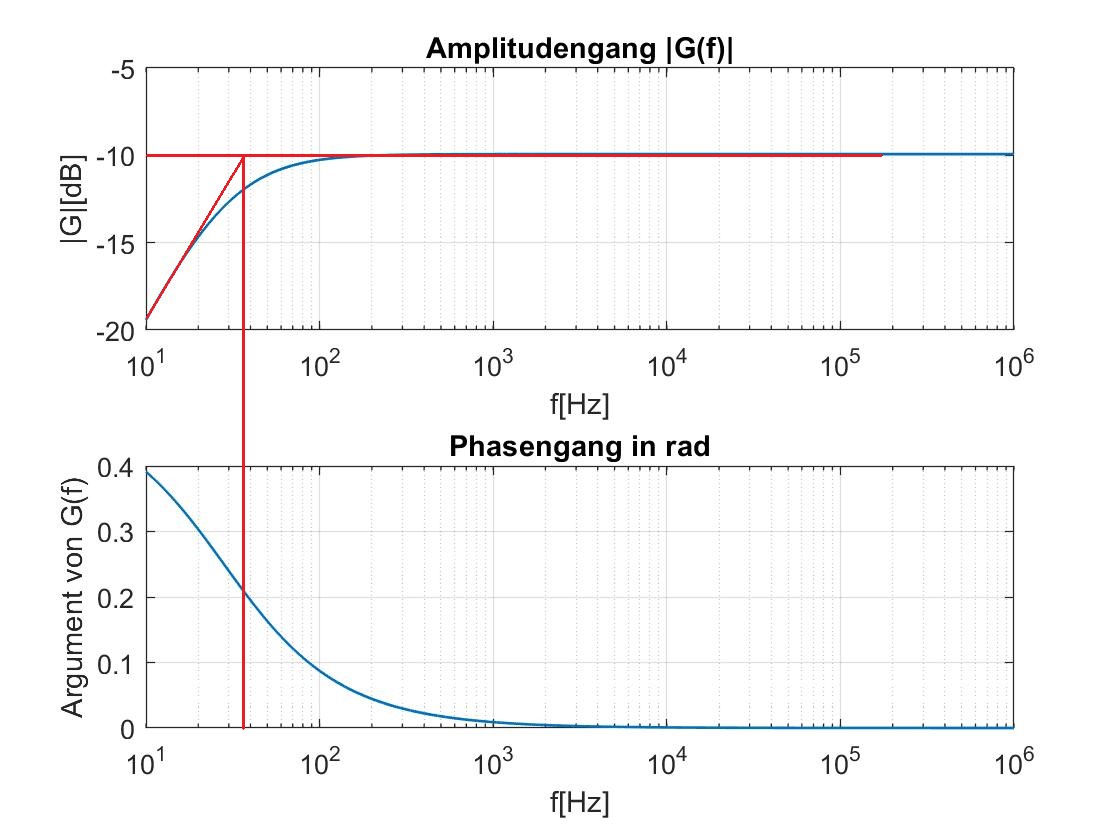 Amplitudengang |G(f)|
-5
-10
-15
-20
|G|[dB]
10^1 10^2 10^3 10^4 10^5 10^6
f[Hz]
Phasengang in rad
0.4
0.3
0.2
0.1
0
Argument von G(f)
10^1 10^2 10^3 10^4 10^5 10^6
f[Hz]